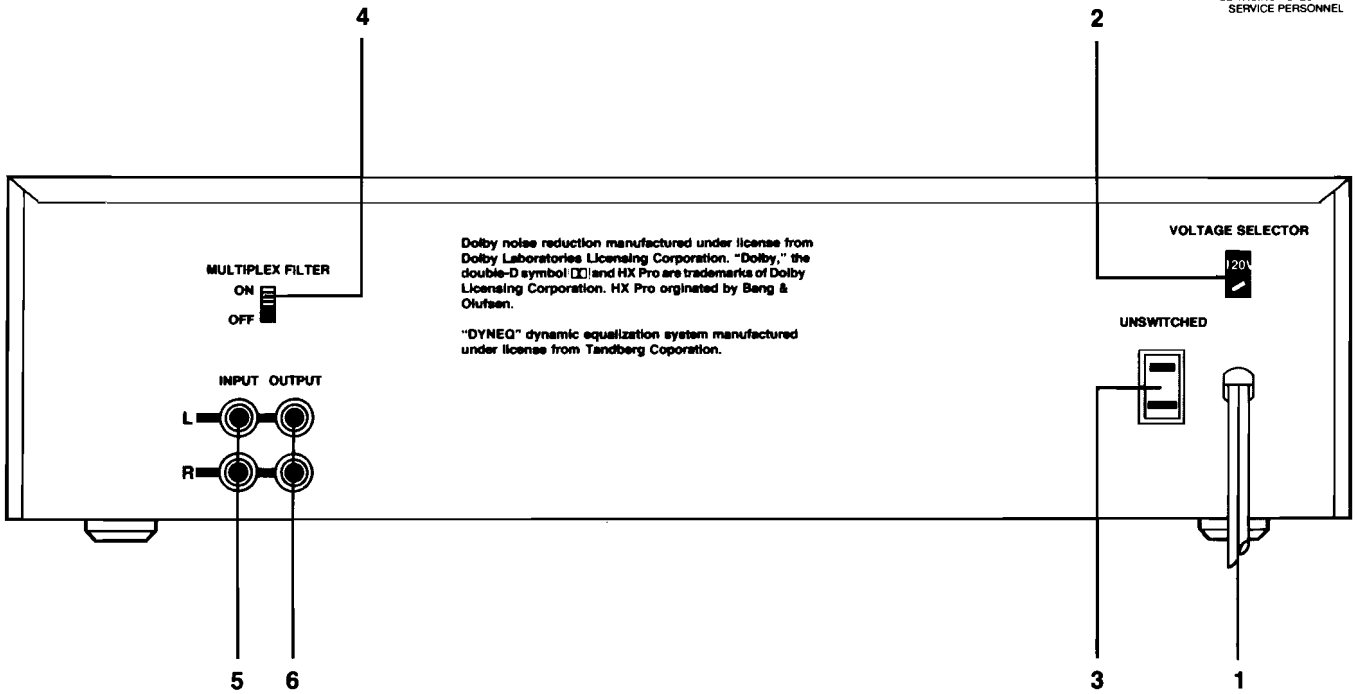 4
2
SERVICE PERSONNEL
Dolby noise reduction manufactured under license from
Dolby Laboratories Licensing Corporation. "Dolby," the
double-D symbol and HX Pro are trademarks of Dolby
Licensing Corporation. HX Pro orginated by Bang &
Olufsen.
"DYNEQ" dynamic equalization system manufactured
under license from Tandberg Coporation.
MULTIPLEX FILTER
ON
OFF
VOLTAGE SELECTOR
120V
UNSWITCHED
INPUT OUTPUT
L
R
5
6
3
1